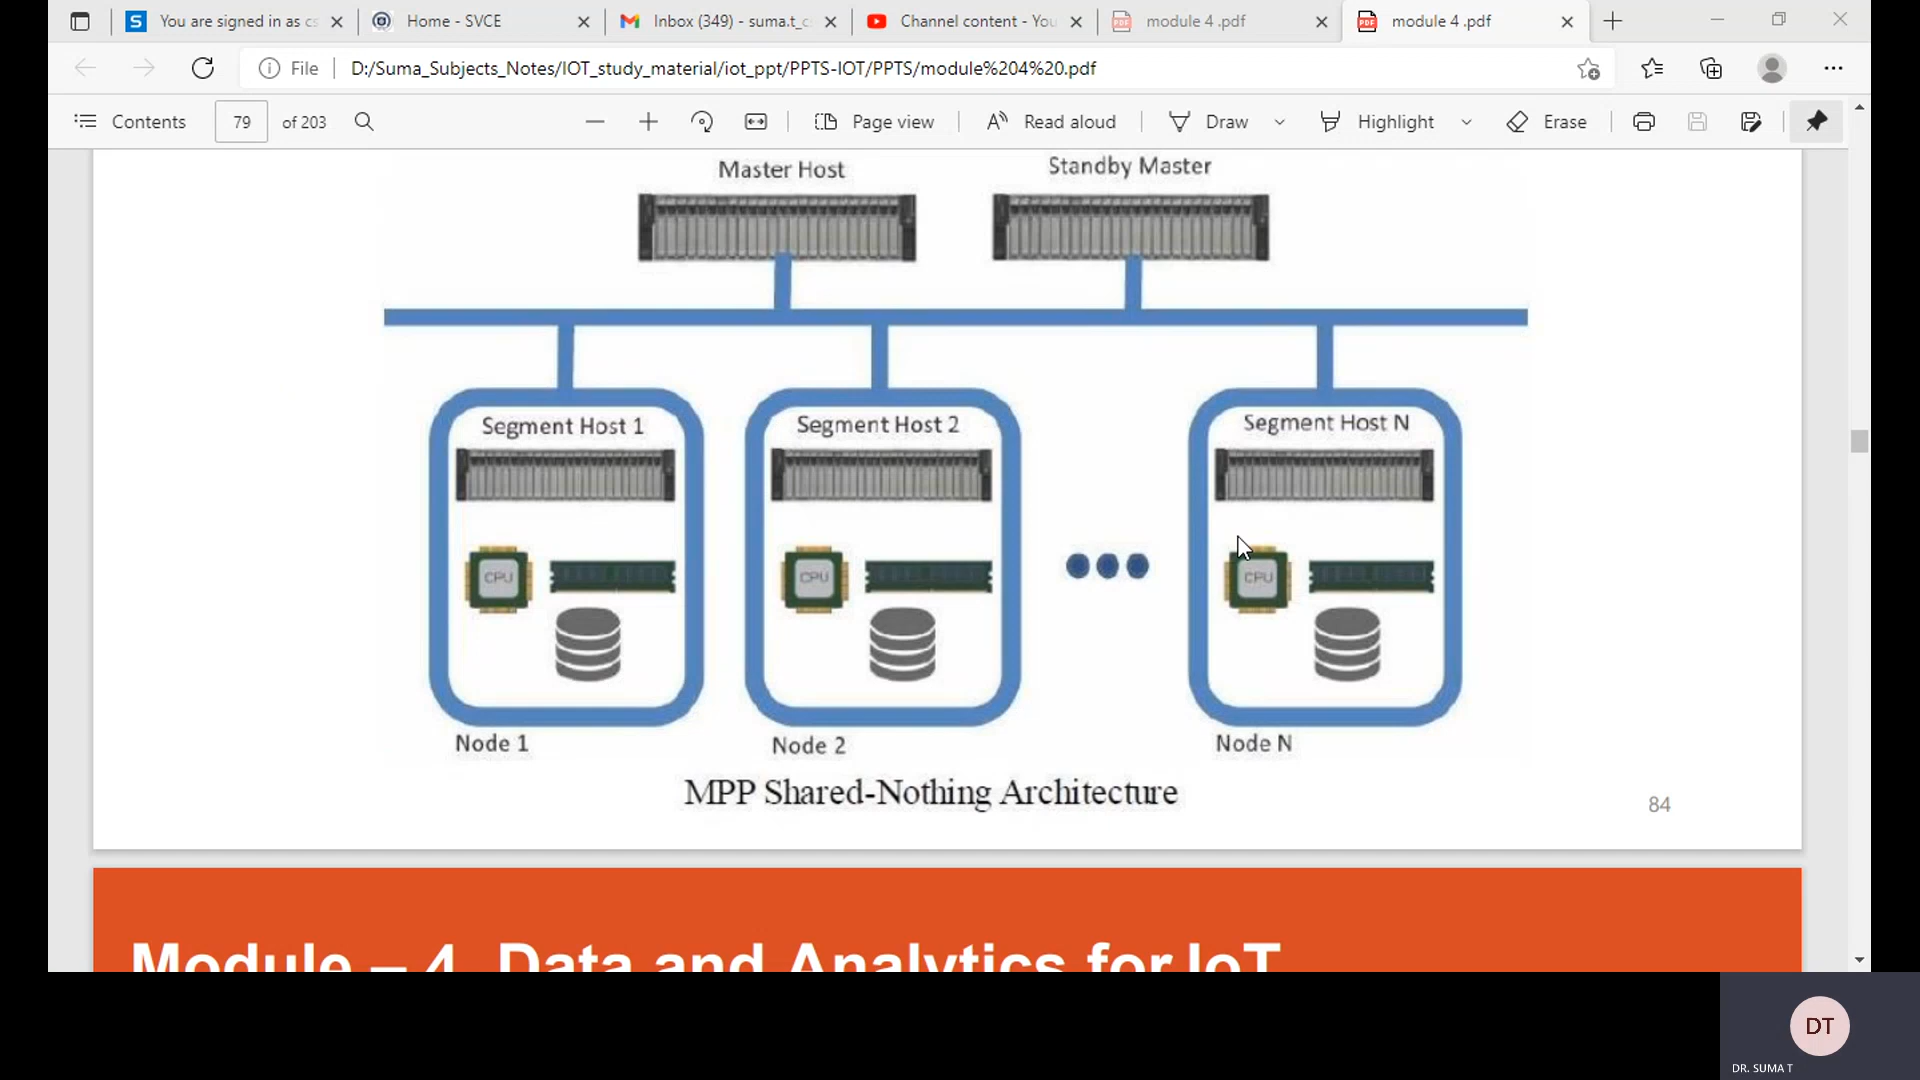 You are signed in as cs
Home - SVCE
Inbox (349) - suma.t_c
Channel content - You
module 4 .pdf
module 4 .pdf
File
D:/Suma_Subjects_Notes/IOT_study_material/iot_ppt/PPTS-IOT/PPTS/module%204%20.pdf
Contents
79
of 203
Page view
Read aloud
Draw
Highlight
Erase
Master Host
Standby Master
Segment Host 1
Segment Host 2
Segment Host N
CPU
CPU
CPU
Node 1
Node 2
Node N
MPP Shared-Nothing Architecture
84
Module – 4 Data and Analytics for IoT
DT
DR. SUMA T